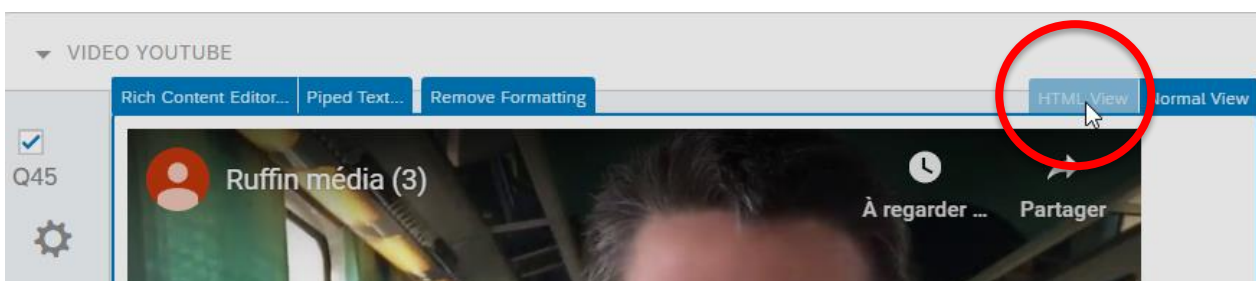 VIDEO YOUTUBE
Rich Content Editor... Piped Text... Remove Formatting HTML View Normal View
Q45
Ruffin média (3)
À regarder ... Partager